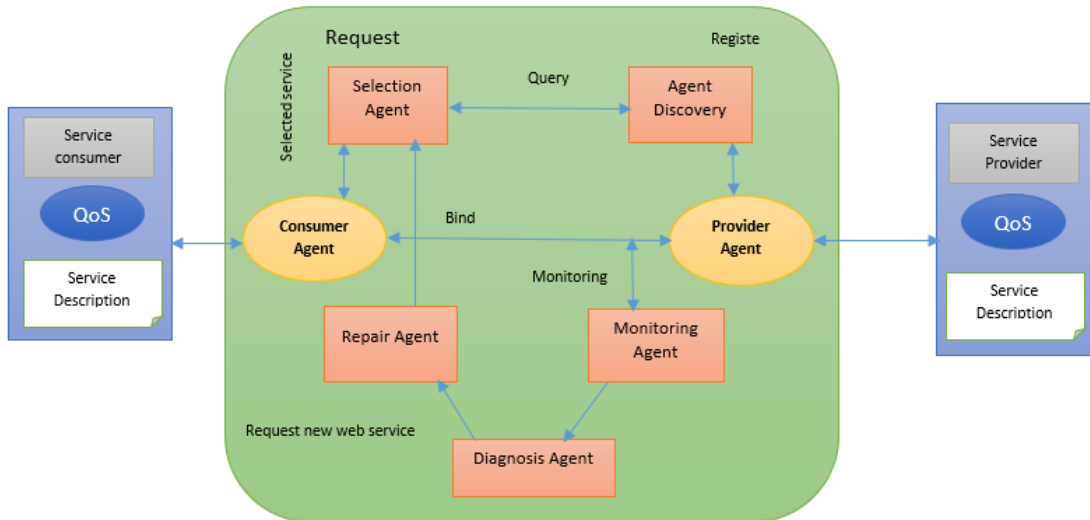 Request
Registe
Selected service
Selection
Agent
Query
Agent
Discovery
Service
consumer
QoS
Service
Description
Consumer
Agent
Bind
Provider
Agent
Service
Provider
QoS
Service
Description
Monitoring
Repair Agent
Monitoring
Agent
Request new web service
Diagnosis Agent